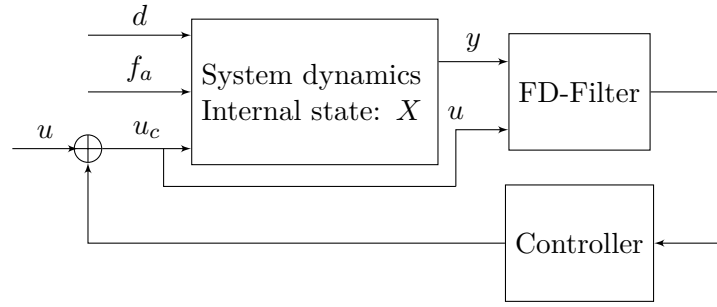 d
f_a
u
u_c
System dynamics
Internal state: X
y
u
FD-Filter
Controller